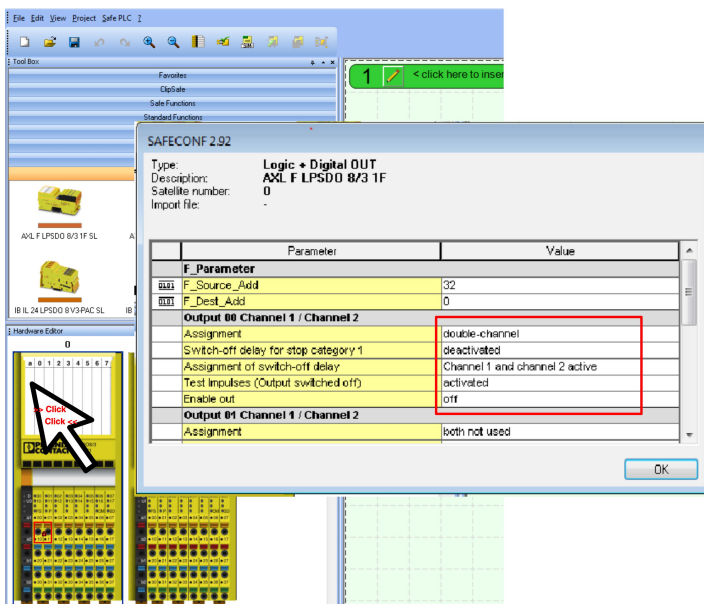 File Edit View Project Safe PLC ?
Tool Box
Favorites
ClipSafe
Safe Functions
Standard Functions
1 < click here to inser
SAFECONF 2.92
Type: Logic + Digital OUT
Description: AXL F LPSDO 8/3 1F
Satellite number: 0
Import file: -
Parameter Value
F_Parameter
F_Source_Add 32
F_Dest_Add 0
Output 00 Channel 1 / Channel 2
Assignment double-channel
Switch-off delay for stop category 1 deactivated
Assignment of switch-off delay Channel 1 and channel 2 active
Test Impulses (Output switched off) activated
Enable out off
Output 01 Channel 1 / Channel 2
Assignment both not used
OK
AXL F LPSDO 8/3 1F SL A
IB IL 24 LPSDO 8 V3-PAC SL IB
Hardware Editor
0
a 0 1 2 3 4 5 6 7
>> Click
Click <<